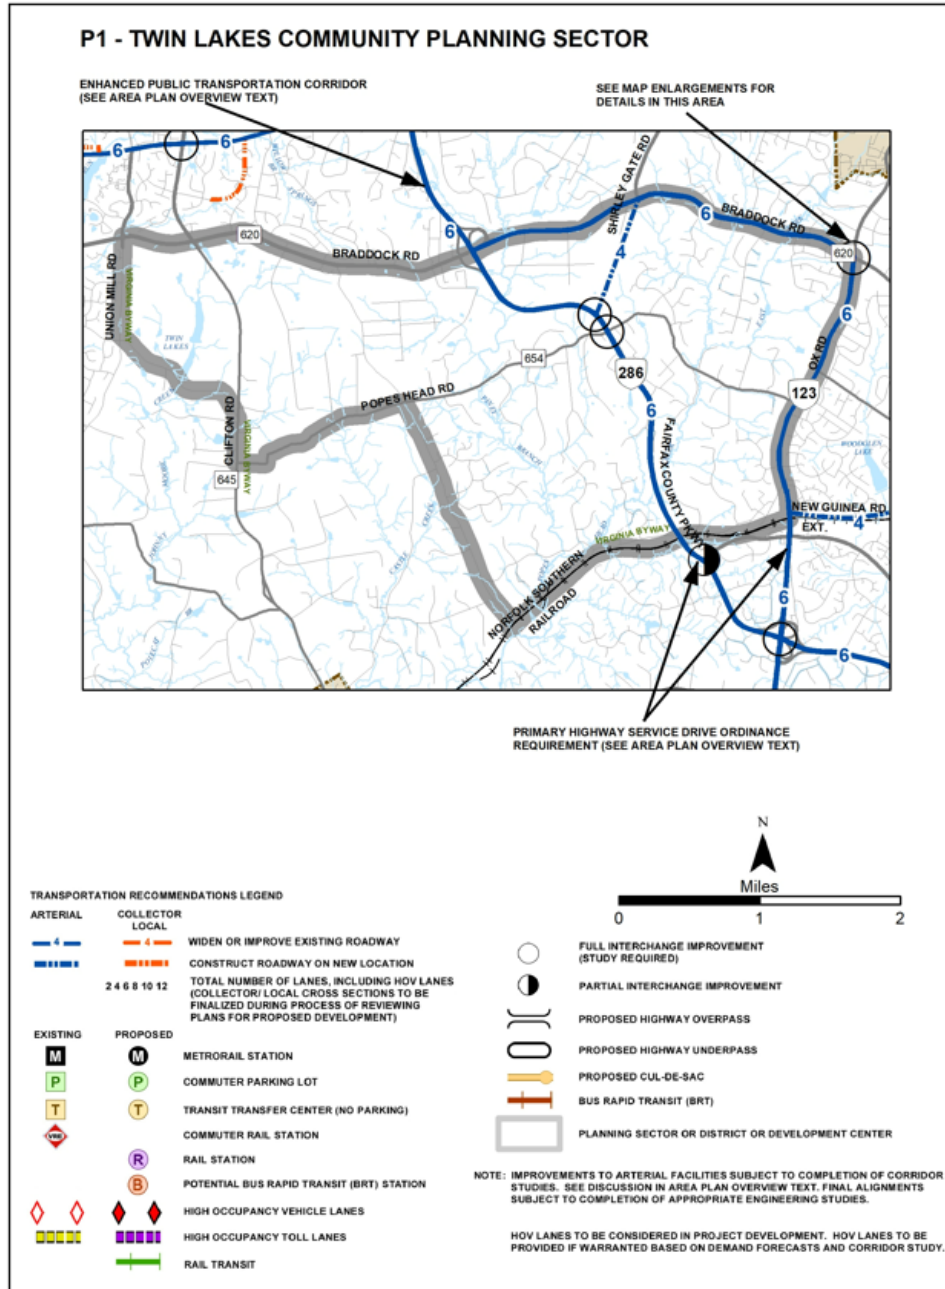 P1 - TWIN LAKES COMMUNITY PLANNING SECTOR
ENHANCED PUBLIC TRANSPORTATION CORRIDOR
(SEE AREA PLAN OVERVIEW TEXT)
SEE MAP ENLARGEMENTS FOR
DETAILS IN THIS AREA
6
6
6
SHIRLEY GATE RD
6
BRADDOCK RD
620
BRADDOCK RD
6
4
620
UNION MILL RD
VIRGINIA BYWAY
TWIN
LAKES
6
OX RD
654
286
123
POPES HEAD RD
6
CLIFTON RD
VIRGINIA BYWAY
645
PINEY
BRANCH
FAIRFAX COUNTY PKWY
WOODGLEN
LAKE
NEW GUINEA RD.
EXT.
4
CREEK
CASTLE
VIRGINIA BYWAY
NORFOLK SOUTHERN
RAILROAD
6
6
PRIMARY HIGHWAY SERVICE DRIVE ORDINANCE
REQUIREMENT (SEE AREA PLAN OVERVIEW TEXT)
N
Miles
0 1 2
TRANSPORTATION RECOMMENDATIONS LEGEND
ARTERIAL
COLLECTOR
LOCAL
4 4 WIDEN OR IMPROVE EXISTING ROADWAY
CONSTRUCT ROADWAY ON NEW LOCATION
2 4 6 8 10 12 TOTAL NUMBER OF LANES, INCLUDING HOV LANES
(COLLECTOR/ LOCAL CROSS SECTIONS TO BE
FINALIZED DURING PROCESS OF REVIEWING
PLANS FOR PROPOSED DEVELOPMENT)
EXISTING PROPOSED
M M METRORAIL STATION
P P COMMUTER PARKING LOT
T T TRANSIT TRANSFER CENTER (NO PARKING)
VRE COMMUTER RAIL STATION
R RAIL STATION
B POTENTIAL BUS RAPID TRANSIT (BRT) STATION
HIGH OCCUPANCY VEHICLE LANES
HIGH OCCUPANCY TOLL LANES
RAIL TRANSIT
FULL INTERCHANGE IMPROVEMENT
(STUDY REQUIRED)
PARTIAL INTERCHANGE IMPROVEMENT
PROPOSED HIGHWAY OVERPASS
PROPOSED HIGHWAY UNDERPASS
PROPOSED CUL-DE-SAC
BUS RAPID TRANSIT (BRT)
PLANNING SECTOR OR DISTRICT OR DEVELOPMENT CENTER
NOTE: IMPROVEMENTS TO ARTERIAL FACILITIES SUBJECT TO COMPLETION OF CORRIDOR
STUDIES. SEE DISCUSSION IN AREA PLAN OVERVIEW TEXT. FINAL ALIGNMENTS
SUBJECT TO COMPLETION OF APPROPRIATE ENGINEERING STUDIES.
HOV LANES TO BE CONSIDERED IN PROJECT DEVELOPMENT. HOV LANES TO BE
PROVIDED IF WARRANTED BASED ON DEMAND FORECASTS AND CORRIDOR STUDY.